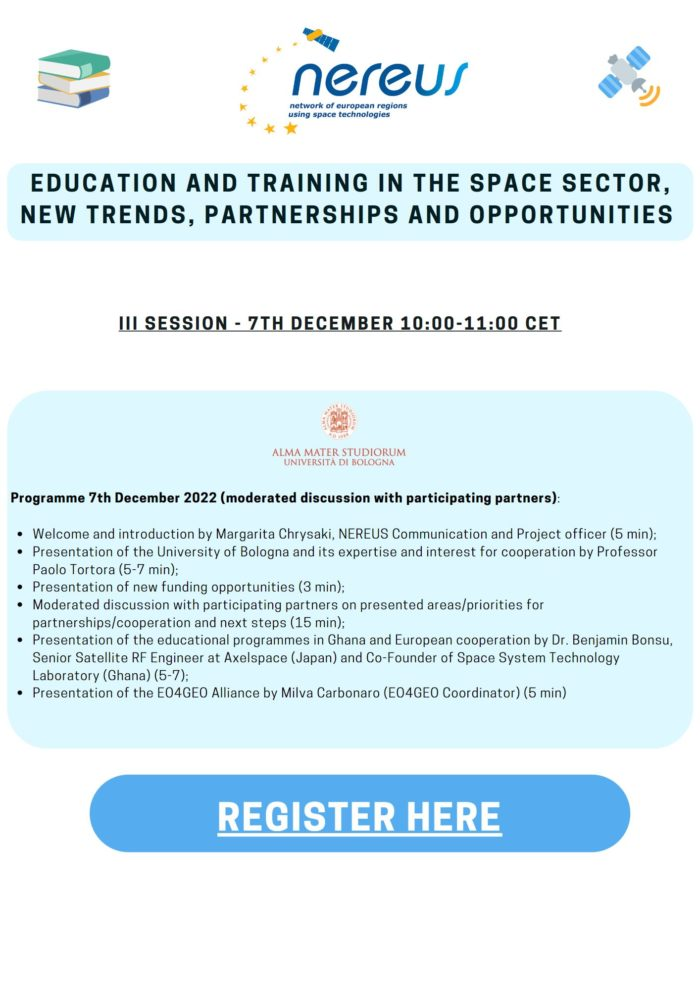 nereus
network of european regions
using space technologies
EDUCATION AND TRAINING IN THE SPACE SECTOR,
NEW TRENDS, PARTNERSHIPS AND OPPORTUNITIES
III SESSION - 7TH DECEMBER 10:00-11:00 CET
ALMA MATER STUDIORUM
UNIVERSITÀ DI BOLOGNA
Programme 7th December 2022 (moderated discussion with participating partners):
• Welcome and introduction by Margarita Chrysaki, NEREUS Communication and Project officer (5 min);
• Presentation of the University of Bologna and its expertise and interest for cooperation by Professor
Paolo Tortora (5-7 min);
• Presentation of new funding opportunities (3 min);
• Moderated discussion with participating partners on presented areas/priorities for
partnerships/cooperation and next steps (15 min);
• Presentation of the educational programmes in Ghana and European cooperation by Dr. Benjamin Bonsu,
Senior Satellite RF Engineer at Axelspace (Japan) and Co-Founder of Space System Technology
Laboratory (Ghana) (5-7);
• Presentation of the EO4GEO Alliance by Milva Carbonaro (EO4GEO Coordinator) (5 min)
REGISTER HERE